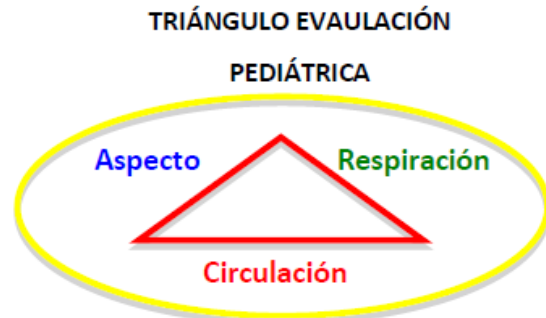 TRIÁNGULO EVAULACIÓN
PEDIÁTRICA
Aspecto Respiración
Circulación